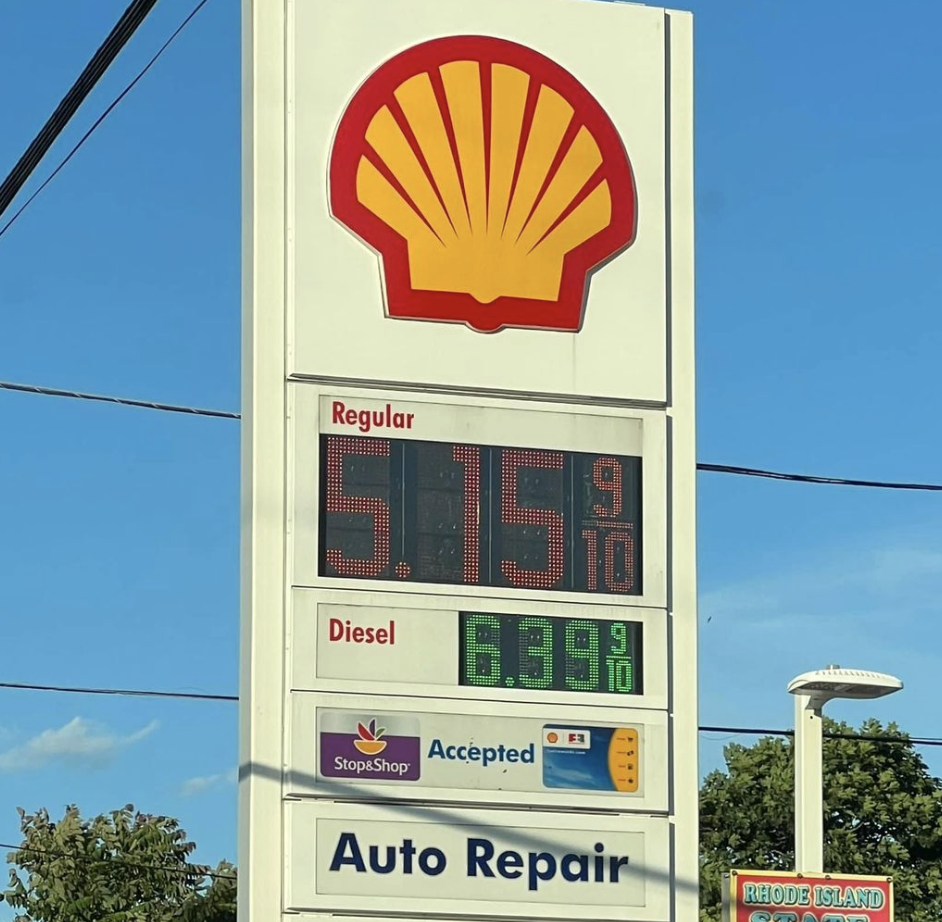 Regular
5.15 9/10
Diesel
6.39 9/10
Stop&Shop Accepted
Auto Repair
RHODE ISLAND